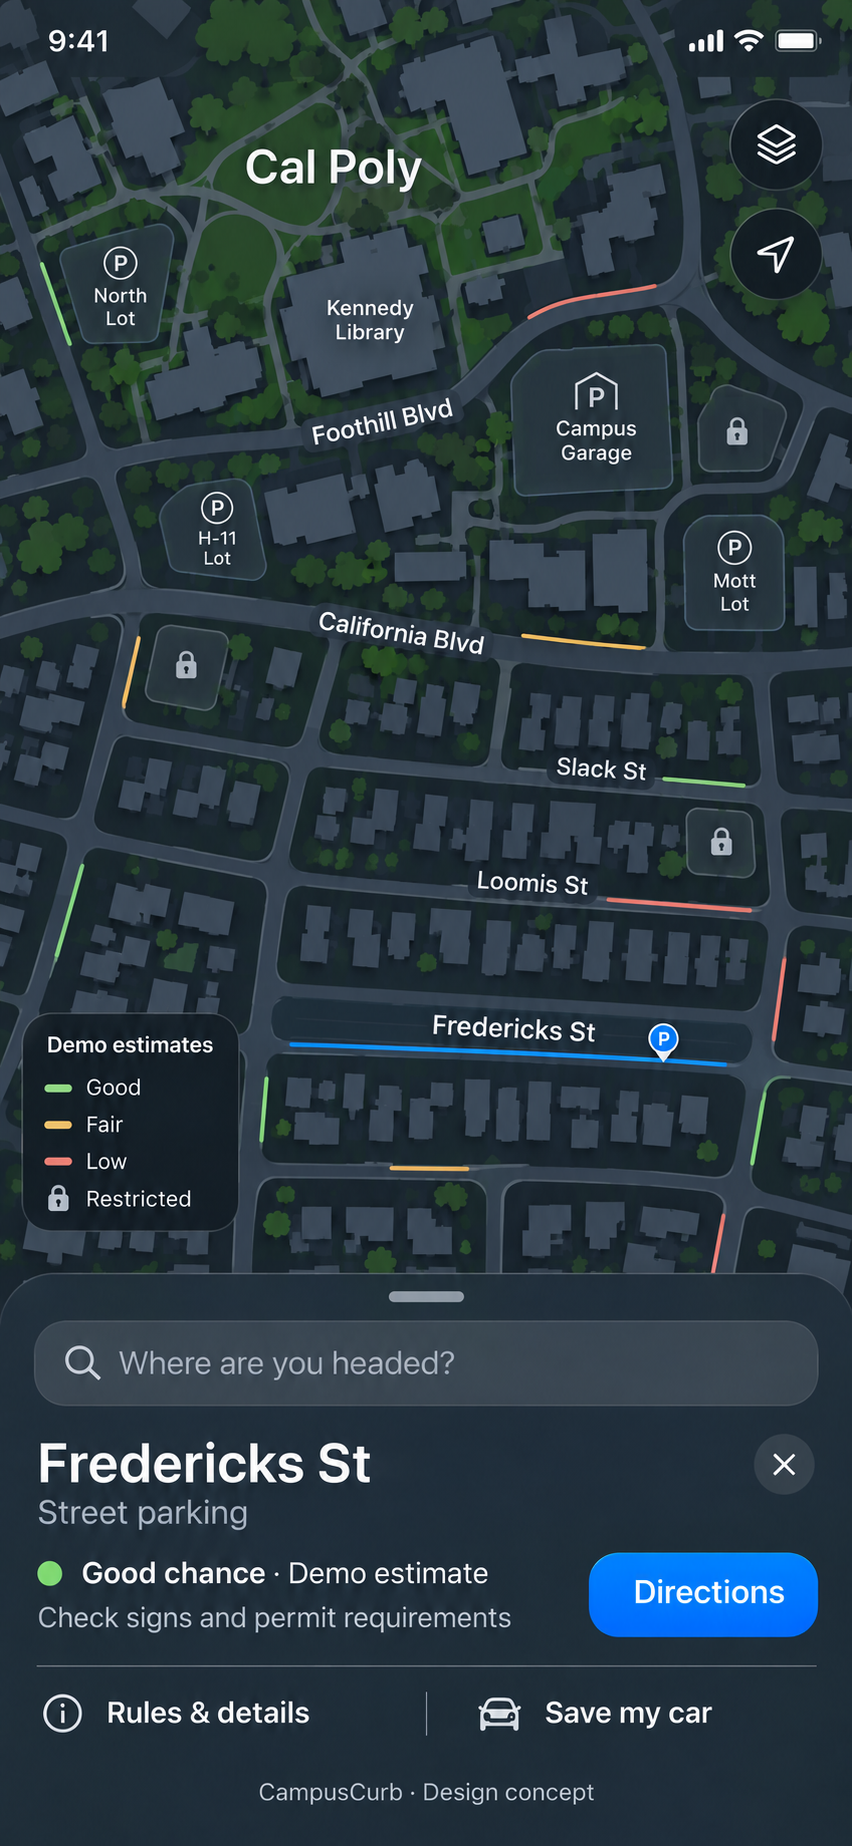 9:41
Cal Poly
P
North
Lot
Kennedy
Library
Foothill Blvd
P
Campus
Garage
P
H-11
Lot
P
Mott
Lot
California Blvd
Slack St
Loomis St
Fredericks St
P
Demo estimates
Good
Fair
Low
Restricted
Where are you headed?
Fredericks St
Street parking
Good chance · Demo estimate
Directions
Check signs and permit requirements
Rules & details
Save my car
CampusCurb · Design concept